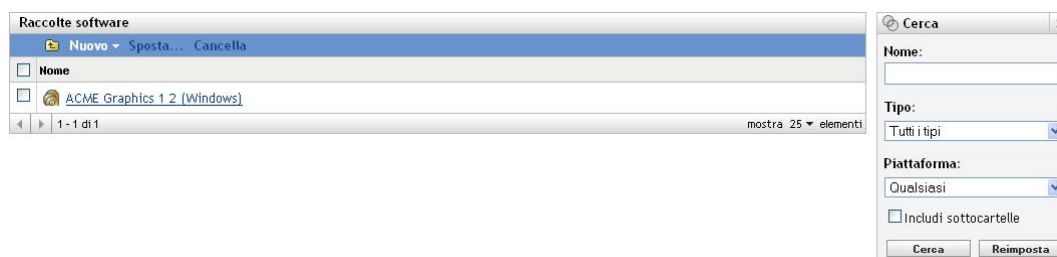 Raccolte software
Nuovo Sposta... Cancella
Nome
ACME Graphics 1 2 (Windows)
1 - 1 di 1 mostra 25 elementi
Cerca
Nome:
Tipo:
Tutti i tipi
Piattaforma:
Qualsiasi
Includi sottocartelle
Cerca Reimposta